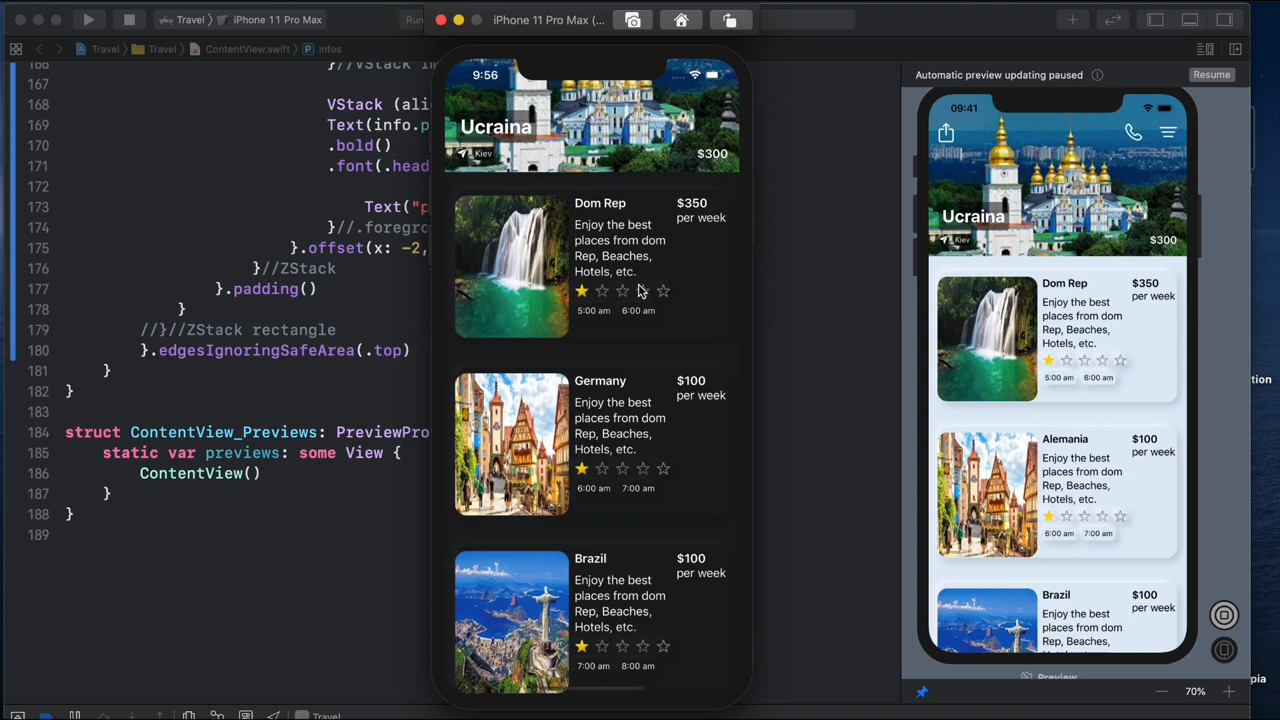 Travel
iPhone 11 Pro Max
iPhone 11 Pro Max (...
Travel
Travel
ContentView.swift
infos
167
168
VStack (ali
169
Text(info.p
170
.bold()
171
.font(.head
172
173
Text("p
174
}//.foregro
175
}.offset(x: -2,
176
}//ZStack
177
}.padding()
178
}
179
//}//ZStack rectangle
180
}.edgesIgnoringSafeArea(.top)
181
}
182
}
183
184
struct ContentView_Previews: PreviewPro
185
static var previews: some View {
186
ContentView()
187
}
188
}
189
Travel
9:56
Ucraina
Kiev
$300
Dom Rep
$350
per week
Enjoy the best
places from dom
Rep, Beaches,
Hotels, etc.
5:00 am
6:00 am
Germany
$100
per week
Enjoy the best
places from dom
Rep, Beaches,
Hotels, etc.
6:00 am
7:00 am
Brazil
$100
per week
Enjoy the best
places from dom
Rep, Beaches,
Hotels, etc.
7:00 am
8:00 am
Automatic preview updating paused
Resume
09:41
Ucraina
Kiev
$300
Dom Rep
$350
per week
Enjoy the best
places from dom
Rep, Beaches,
Hotels, etc.
5:00 am
6:00 am
Alemania
$100
per week
Enjoy the best
places from dom
Rep, Beaches,
Hotels, etc.
6:00 am
7:00 am
Brazil
$100
per week
Enjoy the best
places from dom
Rep, Beaches,
Preview
70%
tion
pia